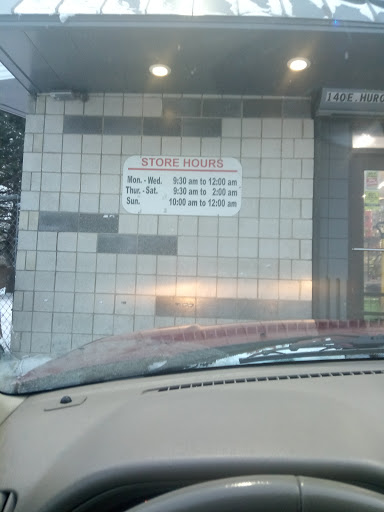 140 E. HURO
STORE HOURS
Mon. - Wed. 9:30 am to 12:00 am
Thur. - Sat. 9:30 am to 2:00 am
Sun. 10:00 am to 12:00 am